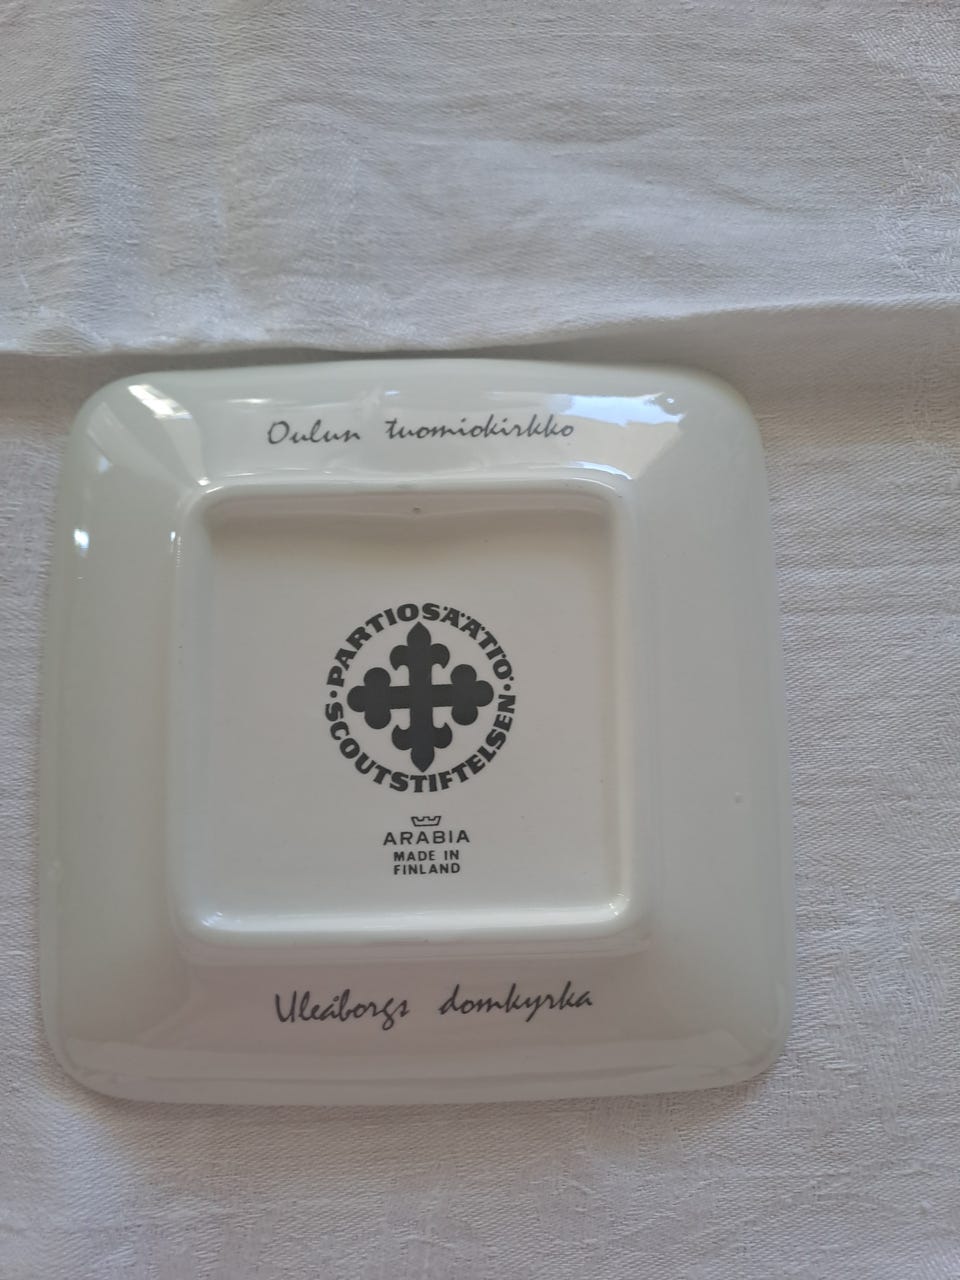 Oulun tuomiokirkko
·PARTIOSÄÄTIÖ·
SCOUTSTIFTELSEN
ARABIA
MADE IN
FINLAND
Uleåborgs domkyrka